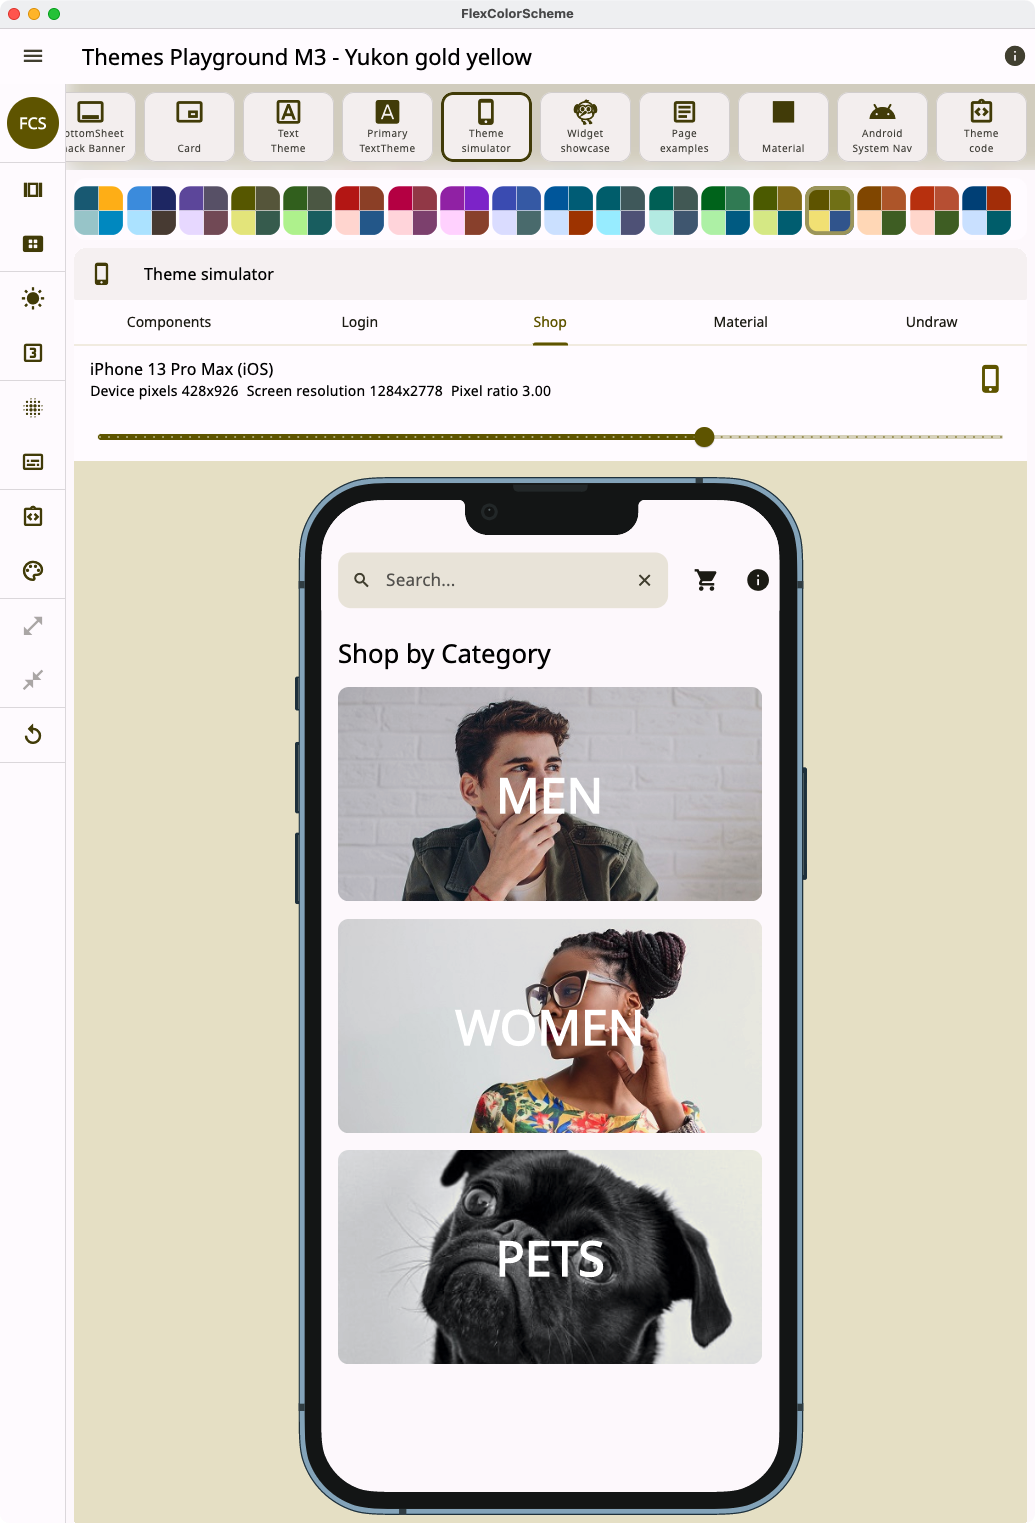 FlexColorScheme
Themes Playground M3 - Yukon gold yellow
FCS
ottomSheet
ack Banner
Card
Text
Theme
Primary
TextTheme
Theme
simulator
Widget
showcase
Page
examples
Material
Android
System Nav
Theme
code
Theme simulator
Components
Login
Shop
Material
Undraw
iPhone 13 Pro Max (iOS)
Device pixels 428x926 Screen resolution 1284x2778 Pixel ratio 3.00
Search...
Shop by Category
MEN
WOMEN
PETS